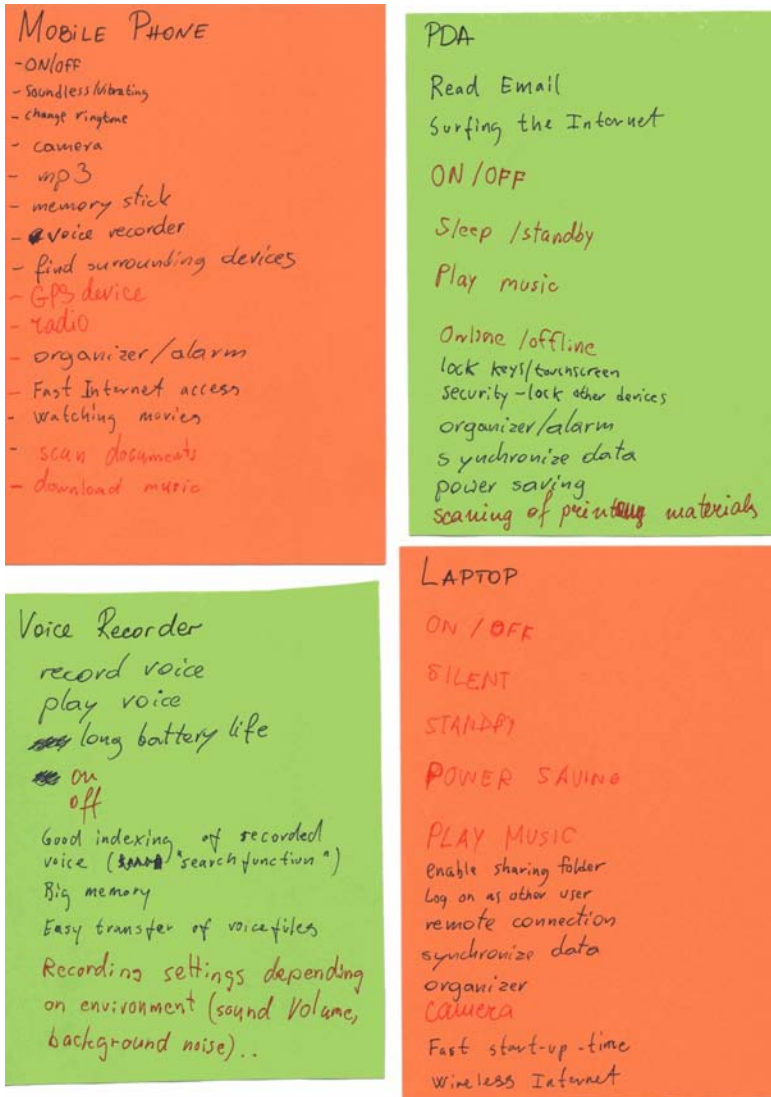 MOBILE PHONE
- ON/OFF
- Soundless/Vibrating
- change ringtone
- camera
- mp3
- memory stick
- voice recorder
- find surrounding devices
- GPS device
- radio
- organizer/alarm
- Fast Internet access
- Watching movies
- scan documents
- download music
PDA
Read Email
Surfing the Internet
ON/OFF
Sleep/standby
Play music
Online/offline
lock keys/touchscreen
security-lock other devices
organizer/alarm
synchronize data
power saving
scaning of printing materials
Voice Recorder
record voice
play voice
long battery life
on
off
Good indexing of recorded
voice ("search function")
Big memory
Easy transfer of voice files
Recording settings depending
on environment (sound Volume,
background noise)..
LAPTOP
ON/OFF
SILENT
STANDBY
POWER SAVING
PLAY MUSIC
enable sharing folder
Log on as other user
remote connection
synchronize data
organizer
camera
Fast start-up-time
Wireless Internet